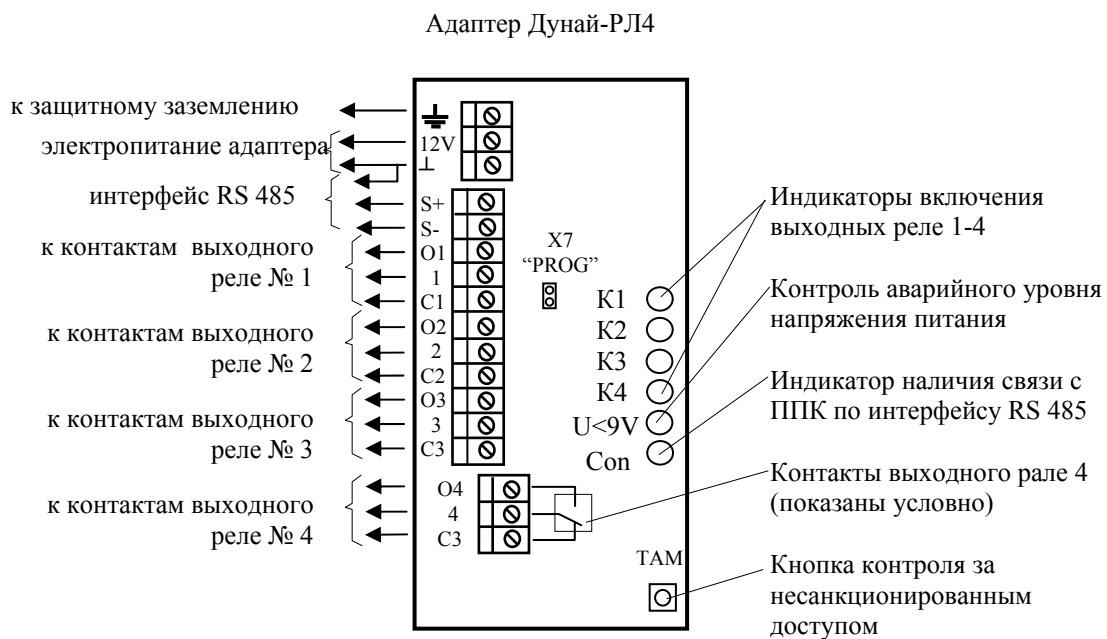 Адаптер Дунай-РЛ4
к защитному заземлению
электропитание адаптера
интерфейс RS 485
к контактам выходного
реле № 1
к контактам выходного
реле № 2
к контактам выходного
реле № 3
к контактам выходного
реле № 4
12V
⊥
S+
S-
O1
1
C1
O2
2
C2
O3
3
C3
O4
4
C3
X7
“PROG”
K1
K2
K3
K4
U<9V
Con
TAM
Индикаторы включения
выходных реле 1-4
Контроль аварийного уровня
напряжения питания
Индикатор наличия связи с
ППК по интерфейсу RS 485
Контакты выходного рале 4
(показаны условно)
Кнопка контроля за
несанкционированным
доступом